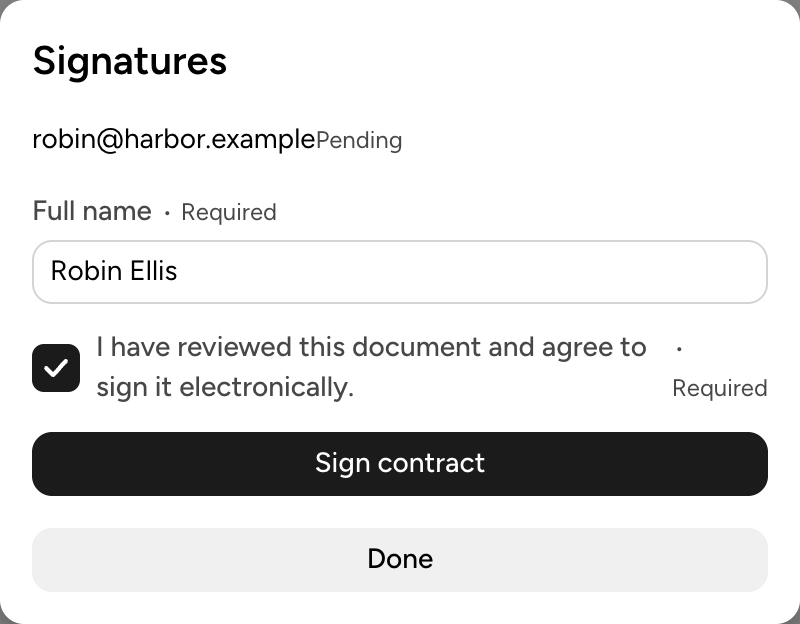 Signatures
robin@harbor.examplePending
Full name · Required
Robin Ellis
I have reviewed this document and agree to ·
sign it electronically. Required
Sign contract
Done